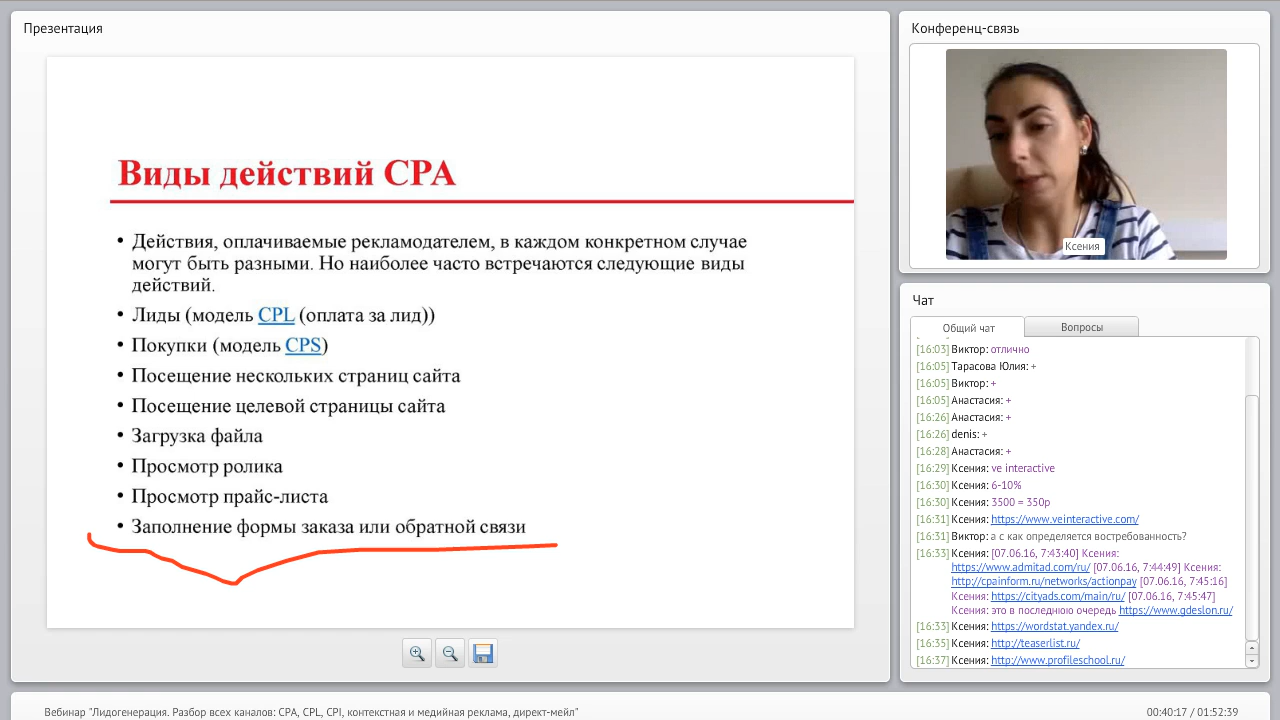 Презентация
Виды действий CPA
• Действия, оплачиваемые рекламодателем, в каждом конкретном случае
могут быть разными. Но наиболее часто встречаются следующие виды
действий.
• Лиды (модель CPL (оплата за лид))
• Покупки (модель CPS)
• Посещение нескольких страниц сайта
• Посещение целевой страницы сайта
• Загрузка файла
• Просмотр ролика
• Просмотр прайс-листа
• Заполнение формы заказа или обратной связи
Конференц-связь
Ксения
Чат
Общий чат
Вопросы
[16:03] Виктор: отлично
[16:05] Тарасова Юлия: +
[16:05] Виктор: +
[16:05] Анастасия: +
[16:26] Анастасия: +
[16:26] denis: +
[16:28] Анастасия: +
[16:29] Ксения: ve interactive
[16:30] Ксения: 6-10%
[16:30] Ксения: 3500 = 350р
[16:31] Ксения: https://www.veinteractive.com/
[16:31] Виктор: а с как определяется востребованность?
[16:33] Ксения: [07.06.16, 7:43:40] Ксения:
https://www.admitad.com/ru/ [07.06.16, 7:44:49] Ксения:
http://cpainform.ru/networks/actionpay [07.06.16, 7:45:16]
Ксения: https://cityads.com/main/ru/ [07.06.16, 7:45:47]
Ксения: это в последнюю очередь https://www.gdeslon.ru/
[16:33] Ксения: https://wordstat.yandex.ru/
[16:35] Ксения: http://teaserlist.ru/
[16:37] Ксения: http://www.profileschool.ru/
Вебинар "Лидогенерация. Разбор всех каналов: CPA, CPL, CPI, контекстная и медийная реклама, директ-мейл"
00:40:17 / 01:52:39